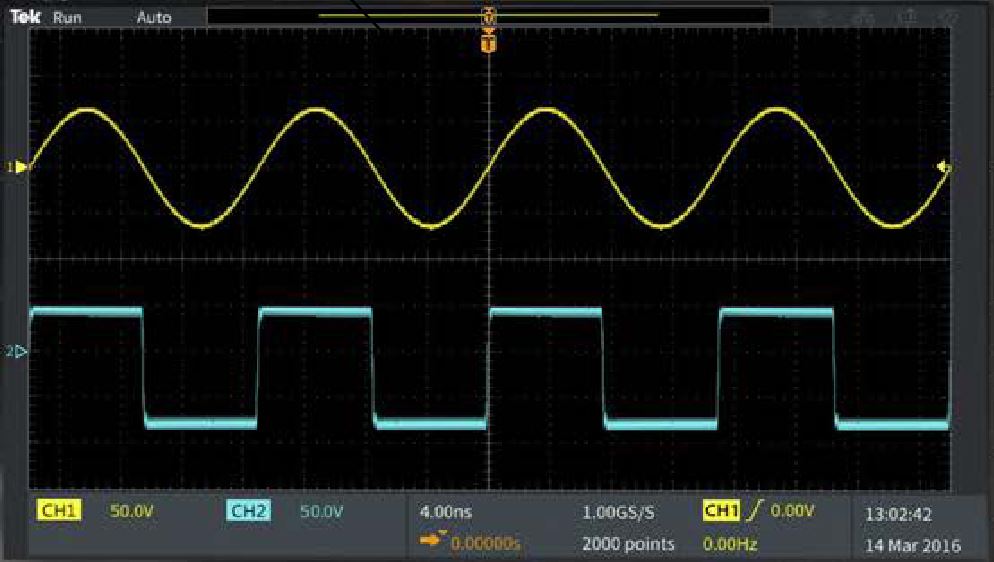 Tek Run Auto
T
1
2
CH1 50.0V CH2 50.0V 4.00ns 1.00GS/S CH1 0.00V 13:02:42
0.00000s 2000 points 0.00Hz 14 Mar 2016